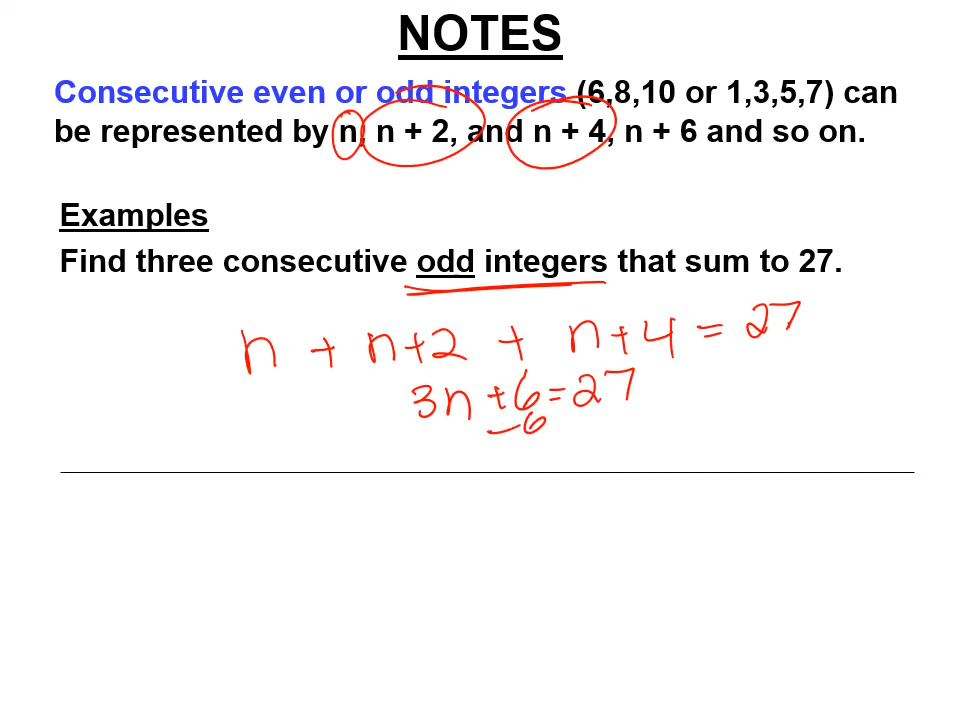 NOTES
Consecutive even or odd integers (6,8,10 or 1,3,5,7) can
be represented by n, n + 2, and n + 4, n + 6 and so on.
Examples
Find three consecutive odd integers that sum to 27.
n + n+2 + n+4 = 27
3n +6 = 27
-6